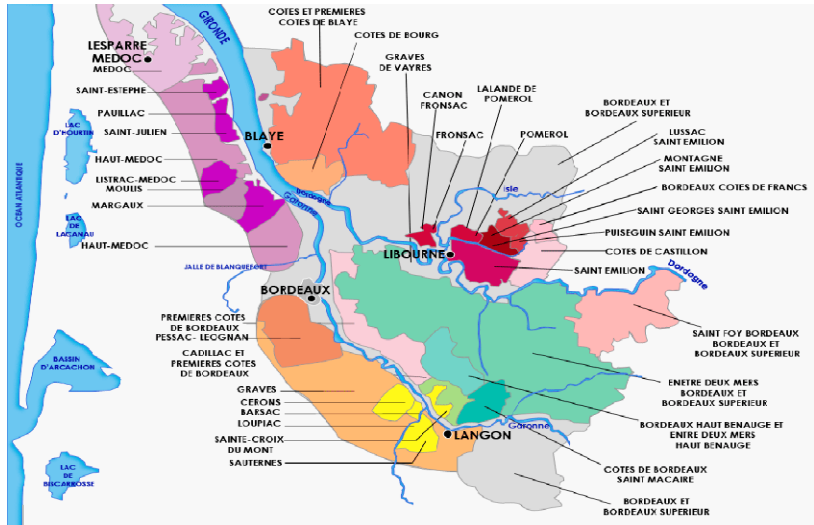 COTES ET PREMIERES
COTES DE BLAYE
GIRONDE
COTES DE BOURG
LESPARRE
MEDOC
MEDOC
GRAVES
DE VAYRES
SAINT-ESTEPHE
CANON
FRONSAC
LALANDE DE
POMEROL
BORDEAUX ET
BORDEAUX SUPERIEUR
PAUILLAC
LAC
D'HOURTIN
SAINT-JULIEN
BLAYE
FRONSAC
POMEROL
LUSSAC
SAINT EMILION
HAUT-MEDOC
MONTAGNE
SAINT EMILION
LISTRAC-MEDOC
MOULIS
Dordogne
Garonne
Isle
BORDEAUX COTES DE FRANCS
OCEAN ATLANTIQUE
MARGAUX
SAINT GEORGES SAINT EMILION
LAC
DE
LACANAU
PUISEGUIN SAINT EMILION
HAUT-MEDOC
LIBOURNE
COTES DE CASTILLON
JALLE DE BLANQUEFORT
SAINT EMILION
Dordogne
BORDEAUX
PREMIERES COTES
DE BORDEAUX
PESSAC- LEOGNAN
SAINT FOY BORDEAUX
BORDEAUX ET
BORDEAUX SUPERIEUR
BASSIN
D'ARCACHON
CADILLAC ET
PREMIERES COTES
DE BORDEAUX
GRAVES
CERONS
BARSAC
LOUPIAC
ENETRE DEUX MERS
BORDEAUX ET
BORDEAUX SUPERIEUR
SAINTE-CROIX
DU MONT
SAUTERNES
LANGON
Garonne
BORDEAUX HAUT BENAUGE ET
ENTRE DEUX MERS
HAUT BENAUGE
LAC
DE
BISCARROSSE
COTES DE BORDEAUX
SAINT MACAIRE
BORDEAUX ET
BORDEAUX SUPERIEUR